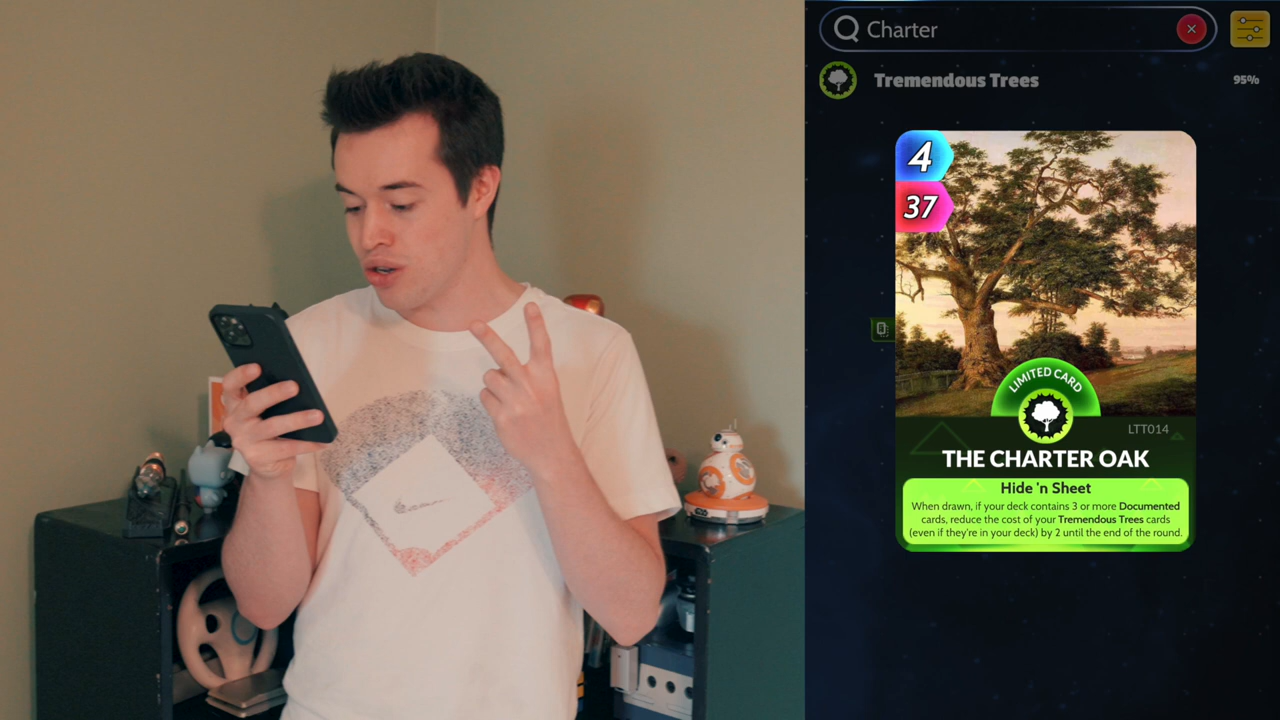 Charter
Tremendous Trees
95%
4
37
LIMITED CARD
LTT014
THE CHARTER OAK
Hide 'n Sheet
When drawn, if your deck contains 3 or more Documented
cards, reduce the cost of your Tremendous Trees cards
(even if they're in your deck) by 2 until the end of the round.